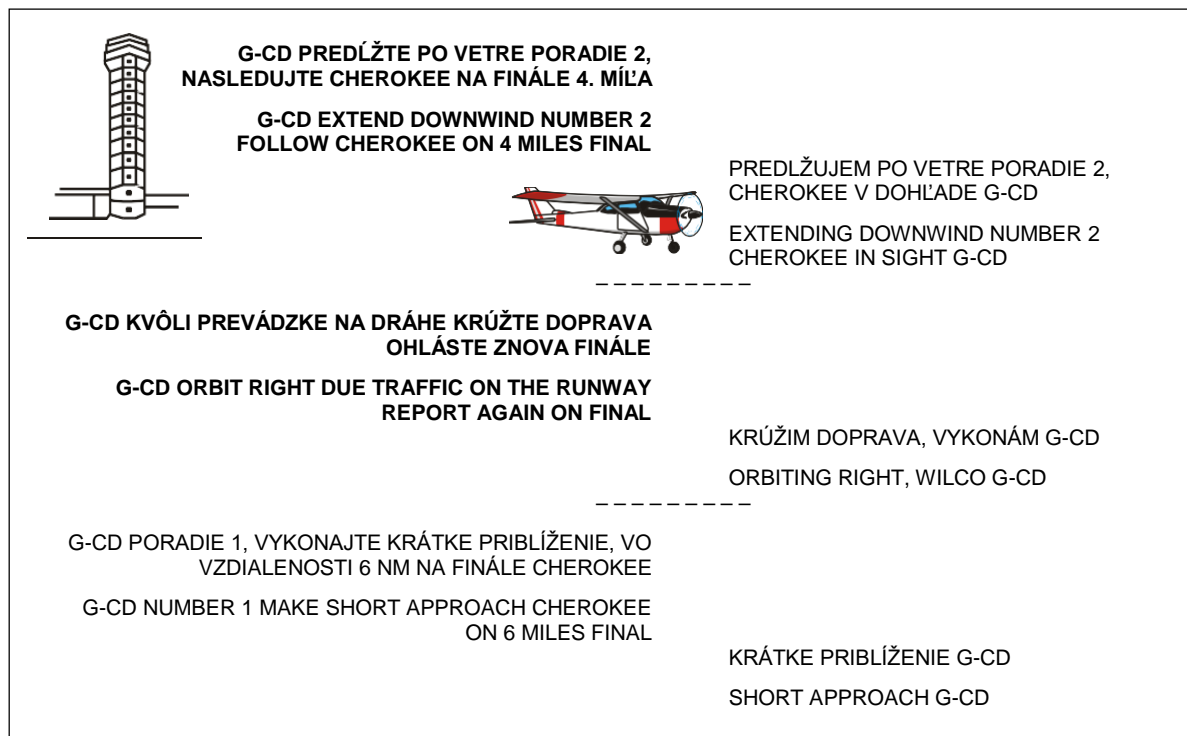 G-CD PREDĹŽTE PO VETRE PORADIE 2,
NASLEDUJTE CHEROKEE NA FINÁLE 4. MÍĽA
G-CD EXTEND DOWNWIND NUMBER 2
FOLLOW CHEROKEE ON 4 MILES FINAL
PREDLŽUJEM PO VETRE PORADIE 2,
CHEROKEE V DOHĽADE G-CD
EXTENDING DOWNWIND NUMBER 2
CHEROKEE IN SIGHT G-CD
– – – – – – – – –
G-CD KVÔLI PREVÁDZKE NA DRÁHE KRÚŽTE DOPRAVA
OHLÁSTE ZNOVA FINÁLE
G-CD ORBIT RIGHT DUE TRAFFIC ON THE RUNWAY
REPORT AGAIN ON FINAL
KRÚŽIM DOPRAVA, VYKONÁM G-CD
ORBITING RIGHT, WILCO G-CD
– – – – – – – – –
G-CD PORADIE 1, VYKONAJTE KRÁTKE PRIBLÍŽENIE, VO
VZDIALENOSTI 6 NM NA FINÁLE CHEROKEE
G-CD NUMBER 1 MAKE SHORT APPROACH CHEROKEE
ON 6 MILES FINAL
KRÁTKE PRIBLÍŽENIE G-CD
SHORT APPROACH G-CD